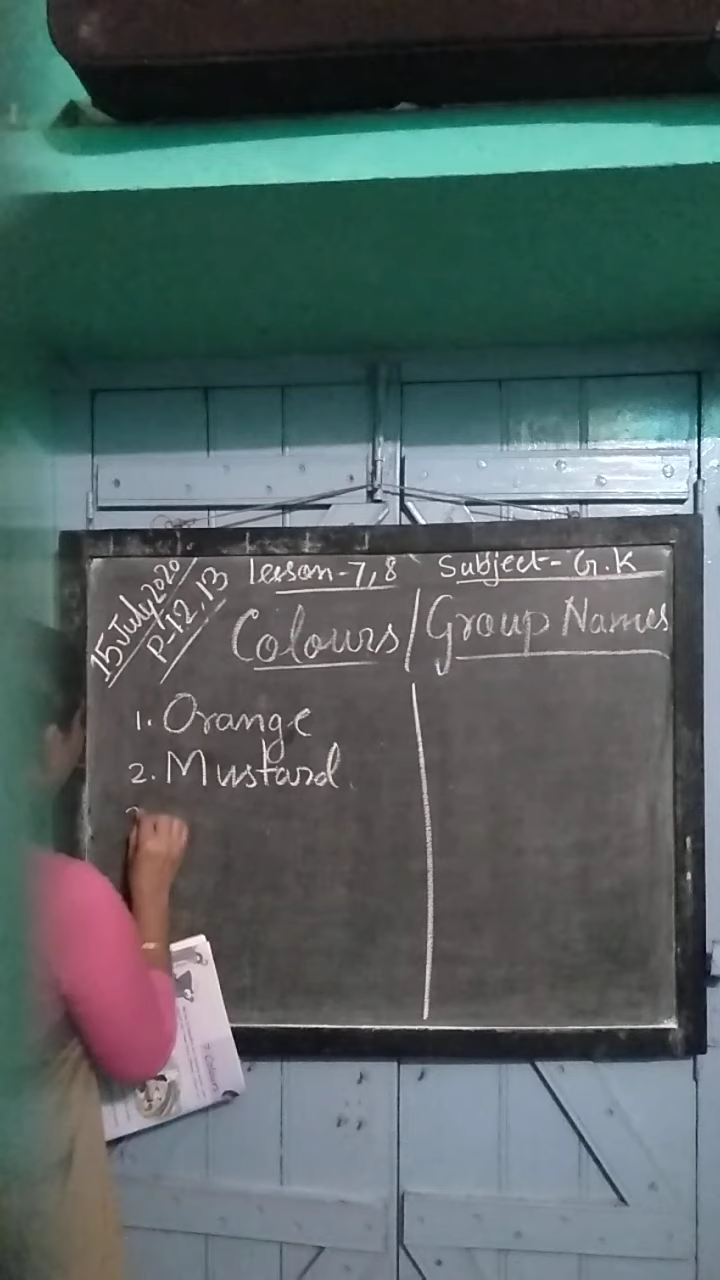 15 July 2020
P-12, 13
Lesson-7, 8
Subject- G.K
Colours / Group Names
1. Orange
2. Mustard